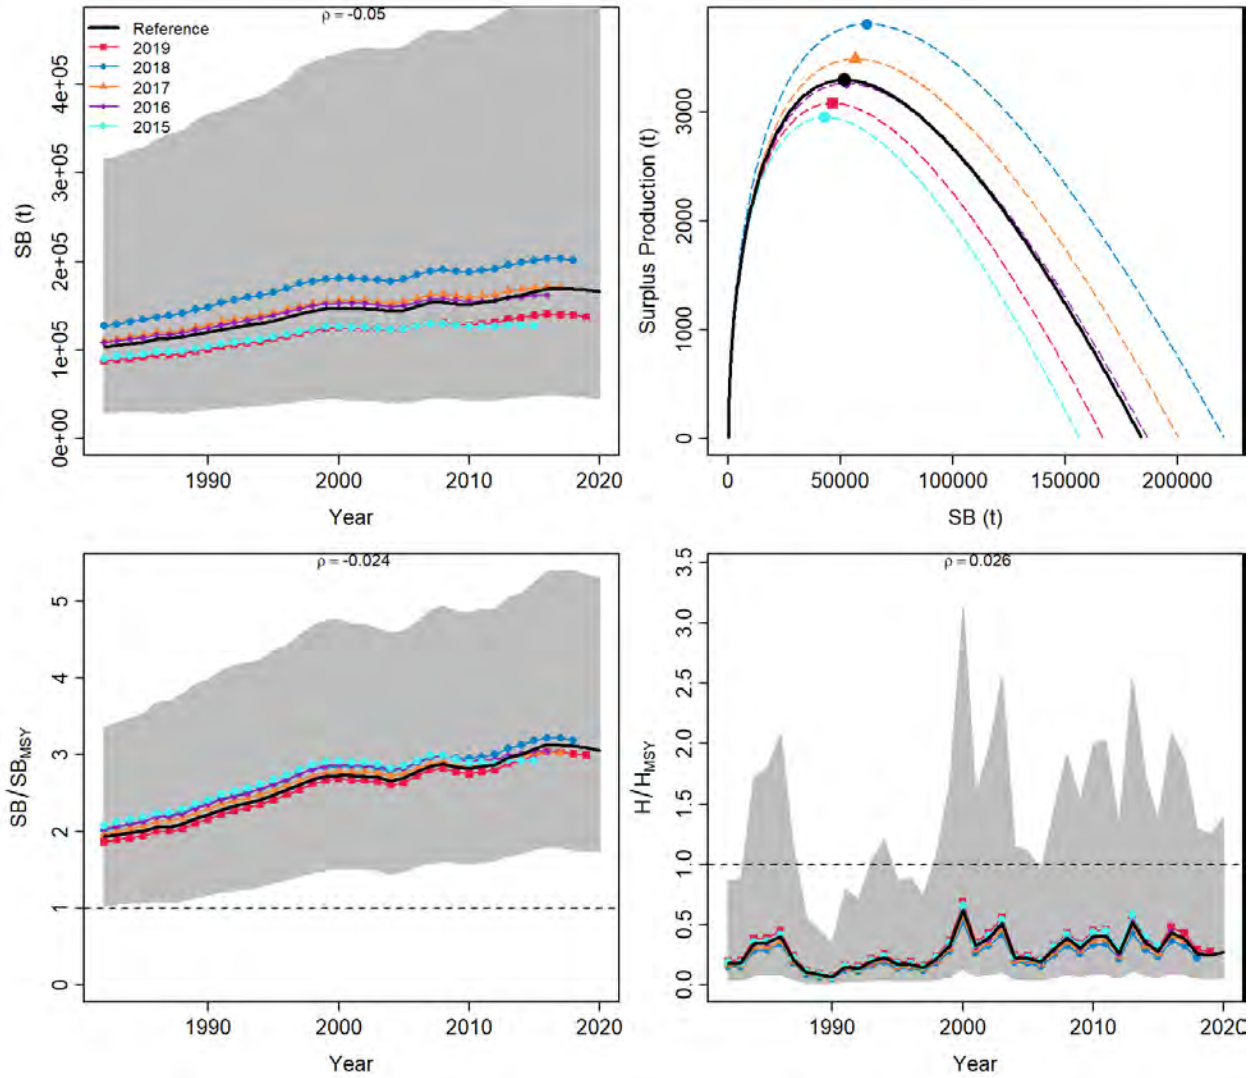 ρ = -0.05
Reference
2019
2018
2017
2016
2015
SB (t)
0e+00
1e+05
2e+05
3e+05
4e+05
1990
2000
2010
2020
Year
Surplus Production (t)
0
1000
2000
3000
0
50000
100000
150000
200000
SB (t)
ρ = -0.024
SB/SB_MSY
0
1
2
3
4
5
1990
2000
2010
2020
Year
ρ = 0.026
H/H_MSY
0.0
0.5
1.0
1.5
2.0
2.5
3.0
3.5
1990
2000
2010
2020
Year